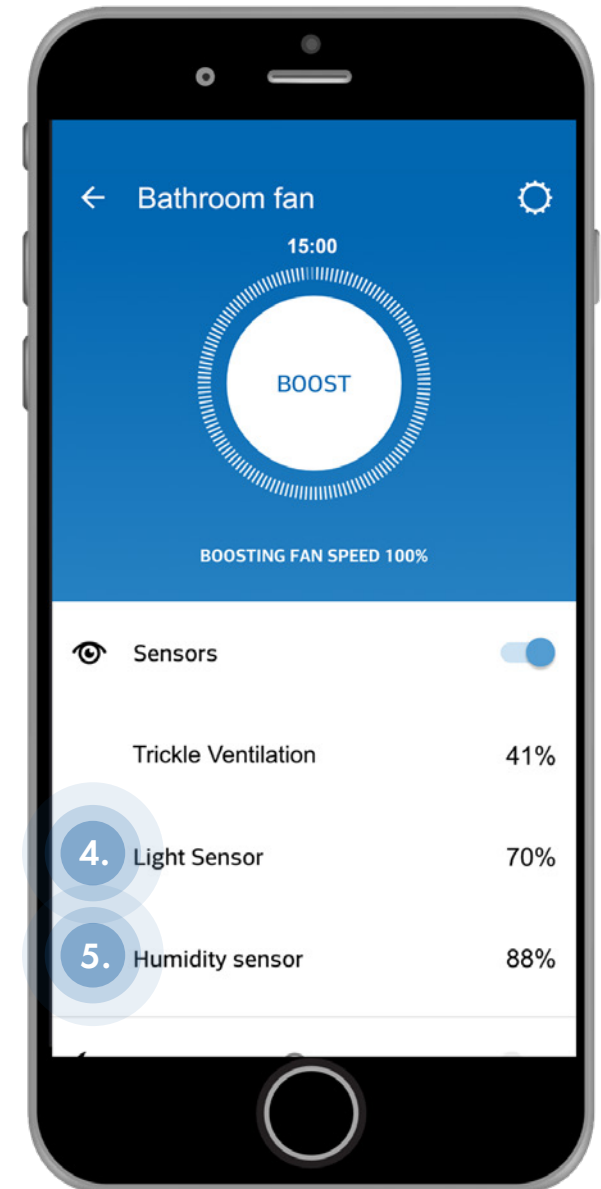 Bathroom fan
15:00
BOOST
BOOSTING FAN SPEED 100%
Sensors
Trickle Ventilation 41%
4. Light Sensor 70%
5. Humidity sensor 88%